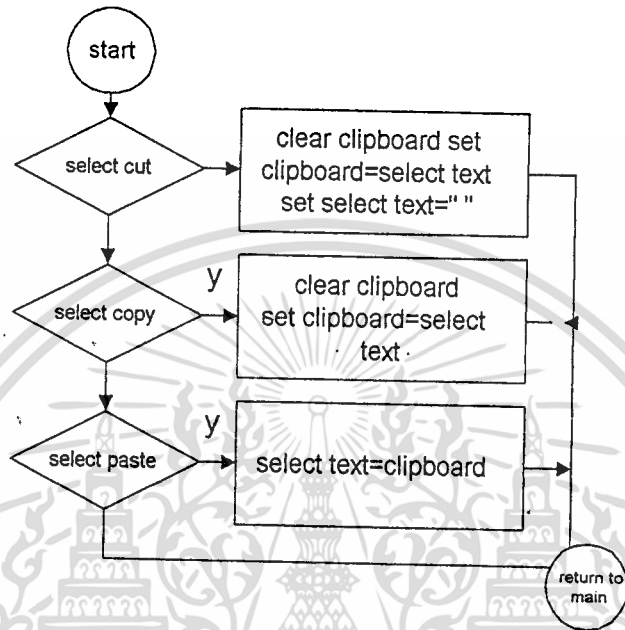 start
select cut
clear clipboard set
clipboard=select text
set select text=" "
select copy
y
clear clipboard
set clipboard=select
text
select paste
y
select text=clipboard
return to
main